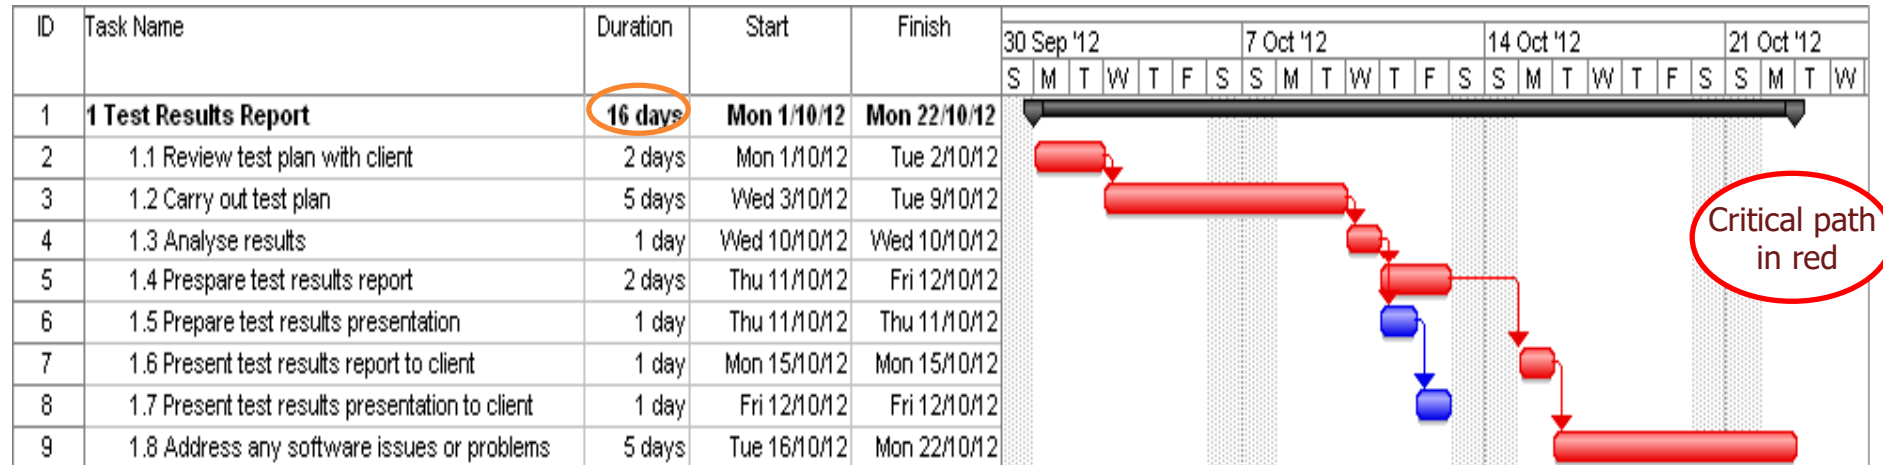 ID Task Name Duration Start Finish 30 Sep '12 7 Oct '12 14 Oct '12 21 Oct '12
S M T W T F S S M T W T F S S M T W T F S S M T W
1 1 Test Results Report 16 days Mon 1/10/12 Mon 22/10/12
2 1.1 Review test plan with client 2 days Mon 1/10/12 Tue 2/10/12
3 1.2 Carry out test plan 5 days Wed 3/10/12 Tue 9/10/12
4 1.3 Analyse results 1 day Wed 10/10/12 Wed 10/10/12
5 1.4 Prespare test results report 2 days Thu 11/10/12 Fri 12/10/12
6 1.5 Prepare test results presentation 1 day Thu 11/10/12 Thu 11/10/12
7 1.6 Present test results report to client 1 day Mon 15/10/12 Mon 15/10/12
8 1.7 Present test results presentation to client 1 day Fri 12/10/12 Fri 12/10/12
9 1.8 Address any software issues or problems 5 days Tue 16/10/12 Mon 22/10/12
Critical path
in red